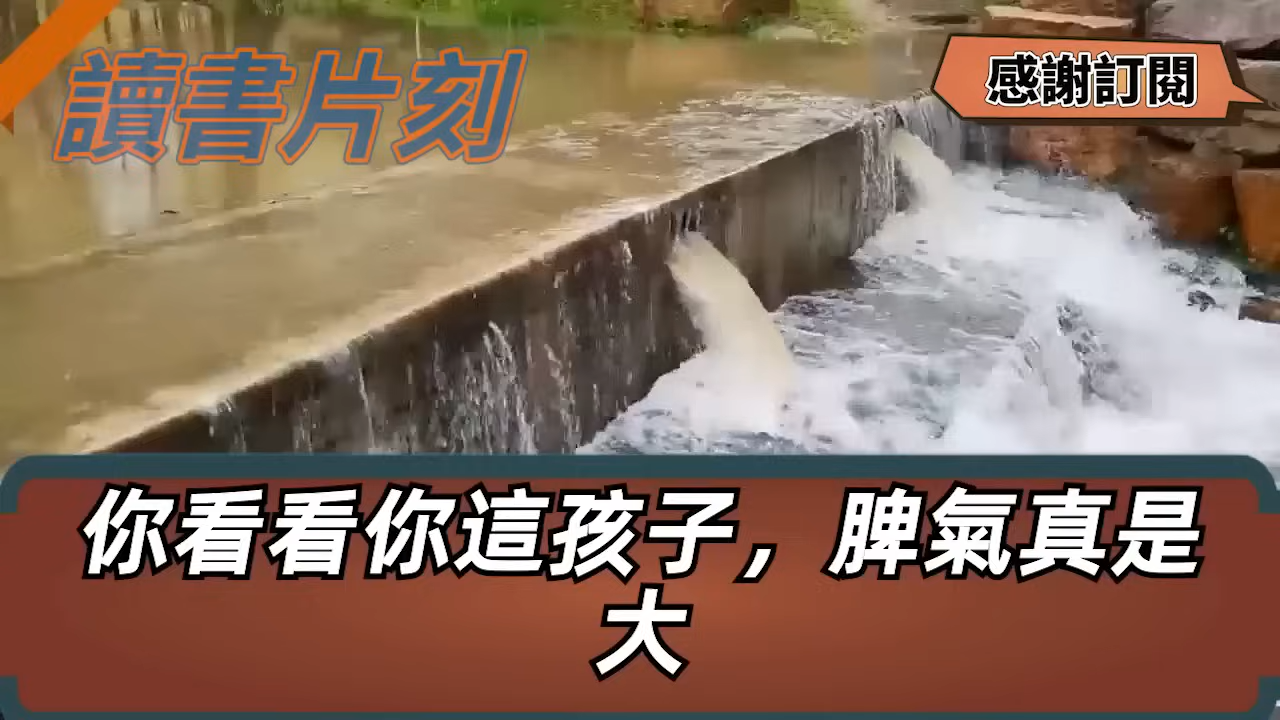 讀書片刻
感謝訂閱
你看看你這孩子，脾氣真是
大